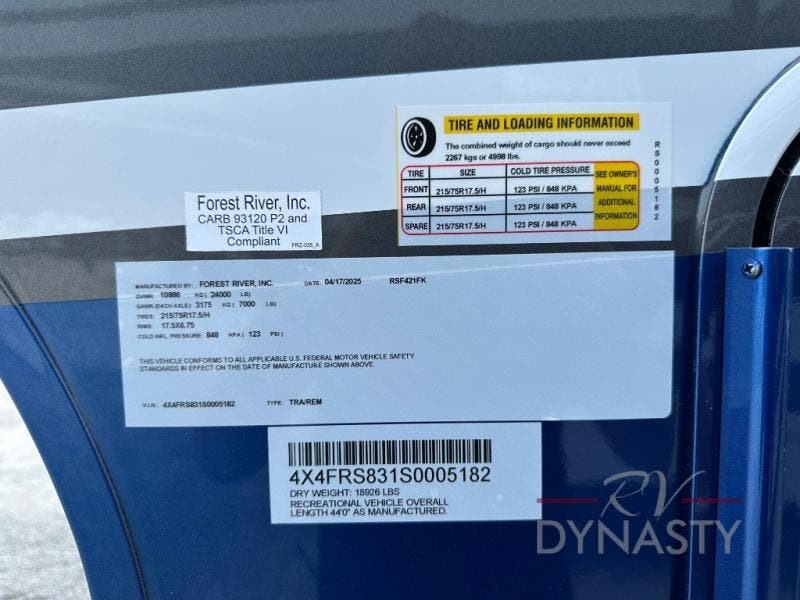 TIRE AND LOADING INFORMATION
The combined weight of cargo should never exceed
2267 kgs or 4998 lbs.
TIRE SIZE COLD TIRE PRESSURE SEE OWNER'S
FRONT 215/75R17.5/H 123 PSI / 848 KPA MANUAL FOR
REAR 215/75R17.5/H 123 PSI / 848 KPA ADDITIONAL
SPARE 215/75R17.5/H 123 PSI / 848 KPA INFORMATION
RS0005182
Forest River, Inc.
CARB 93120 P2 and
TSCA Title VI
Compliant
FRZ-035_A
MANUFACTURED BY: FOREST RIVER, INC. DATE: 04/17/2025 RSF421FK
GVWR: 10886 KG ( 24000 LB)
GAWR (EACH AXLE): 3175 KG ( 7000 LB)
TIRES: 215/75R17.5/H
RIMS: 17.5X6.75
COLD INFL. PRESSURE: 848 KPA ( 123 PSI )
THIS VEHICLE CONFORMS TO ALL APPLICABLE U.S. FEDERAL MOTOR VEHICLE SAFETY
STANDARDS IN EFFECT ON THE DATE OF MANUFACTURE SHOWN ABOVE.
V.I.N.: 4X4FRS831S0005182 TYPE: TRA/REM
4X4FRS831S0005182
DRY WEIGHT: 18926 LBS
RECREATIONAL VEHICLE OVERALL
LENGTH 44'0" AS MANUFACTURED.
RV
DYNASTY